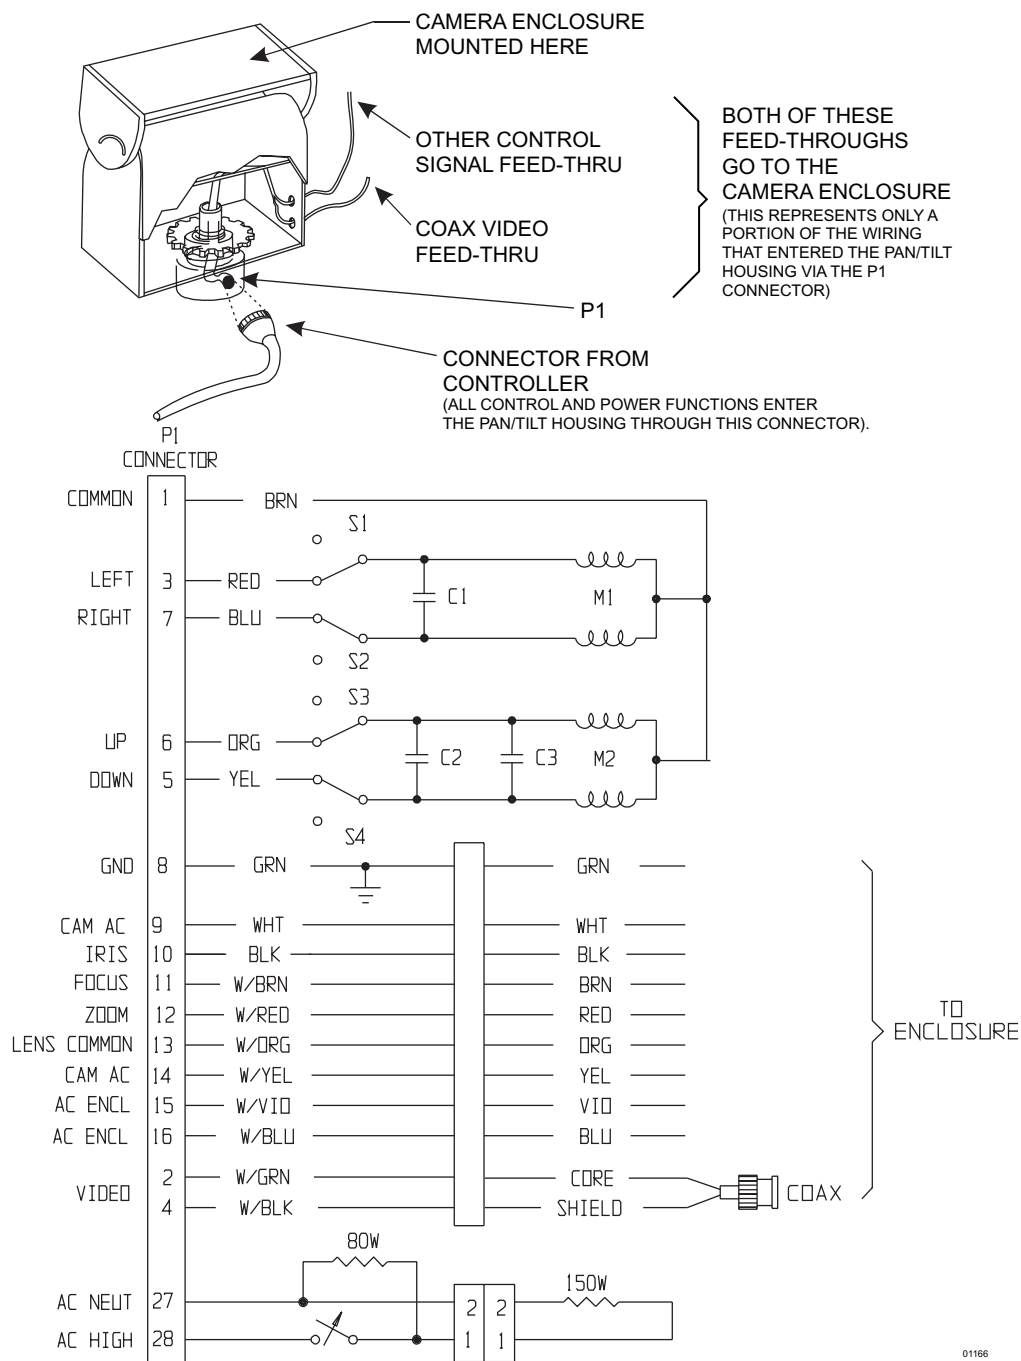 CAMERA ENCLOSURE
MOUNTED HERE
OTHER CONTROL
SIGNAL FEED-THRU
COAX VIDEO
FEED-THRU
BOTH OF THESE
FEED-THROUGHS
GO TO THE
CAMERA ENCLOSURE
(THIS REPRESENTS ONLY A
PORTION OF THE WIRING
THAT ENTERED THE PAN/TILT
HOUSING VIA THE P1
CONNECTOR)
P1
CONNECTOR FROM
CONTROLLER
(ALL CONTROL AND POWER FUNCTIONS ENTER
THE PAN/TILT HOUSING THROUGH THIS CONNECTOR).
P1
CONNECTOR
COMMON 1 BRN
S1
LEFT 3 RED
C1 M1
RIGHT 7 BLU
S2
S3
UP 6 ORG
C2 C3 M2
DOWN 5 YEL
S4
GND 8 GRN GRN
CAM AC 9 WHT WHT
IRIS 10 BLK BLK
FOCUS 11 W/BRN BRN
ZOOM 12 W/RED RED
LENS COMMON 13 W/ORG ORG
CAM AC 14 W/YEL YEL
AC ENCL 15 W/VIO VIO
AC ENCL 16 W/BLU BLU
TO
ENCLOSURE
VIDEO
2 W/GRN CORE
4 W/BLK SHIELD
COAX
80W
150W
AC NEUT 27 2 2
AC HIGH 28 1 1
01166